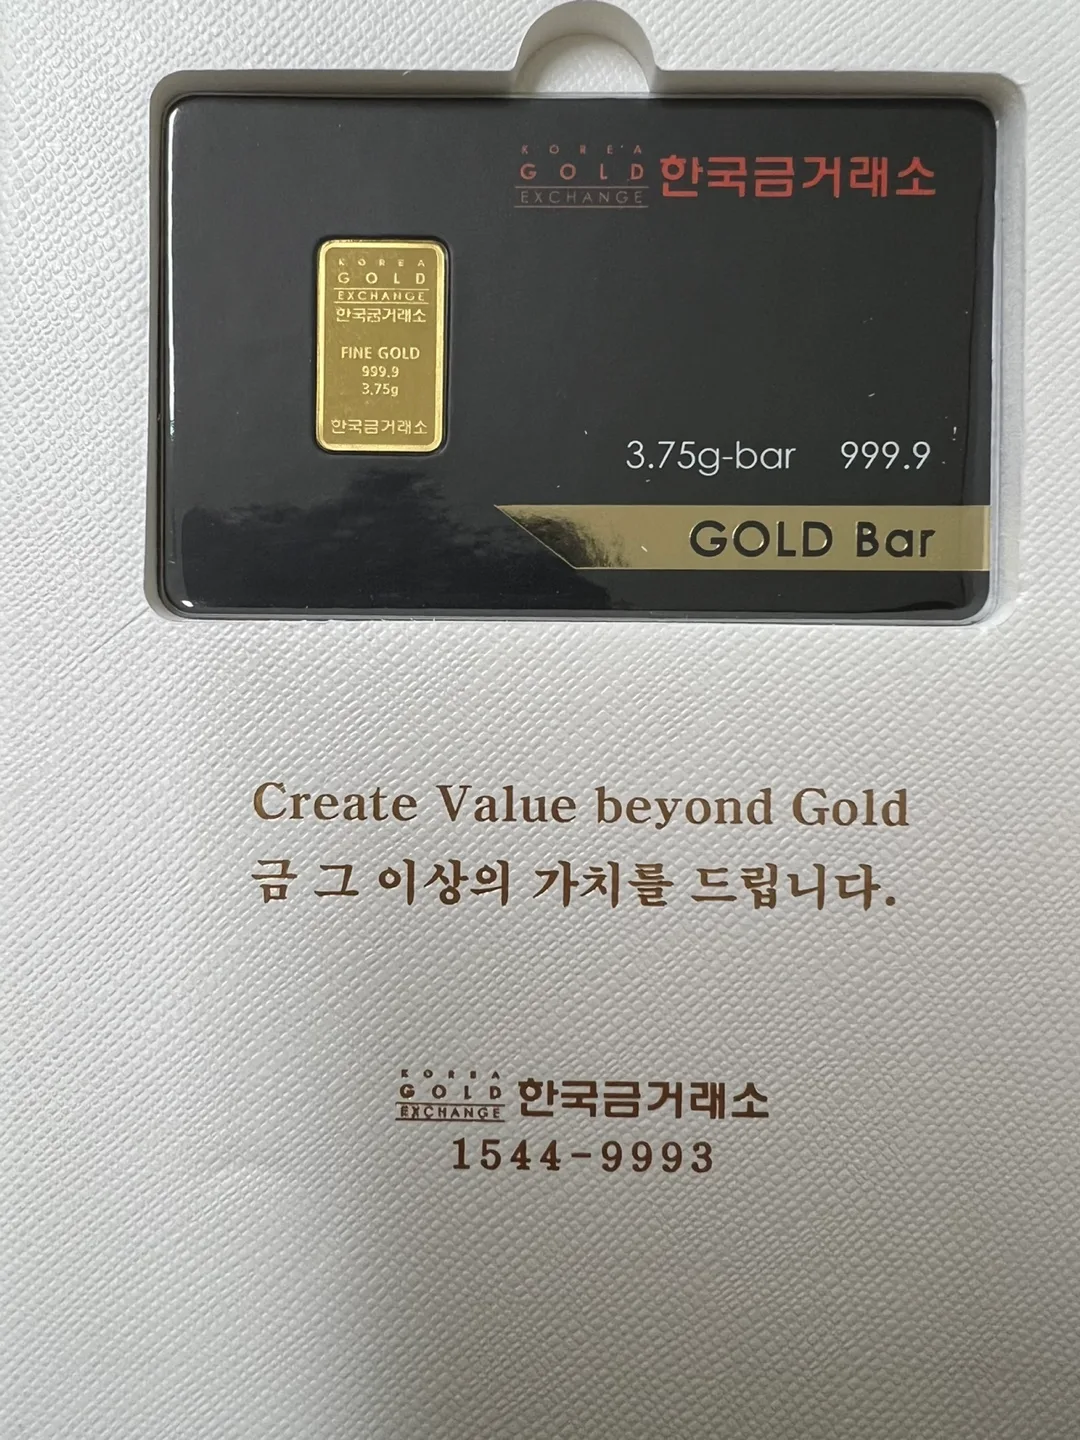 KOREA
GOLD
EXCHANGE
한국금거래소
KOREA
GOLD
EXCHANGE
한국금거래소
FINE GOLD
999.9
3.75g
한국금거래소
3.75g-bar 999.9
GOLD Bar
Create Value beyond Gold
금 그 이상의 가치를 드립니다.
KOREA
GOLD
EXCHANGE
한국금거래소
1544-9993